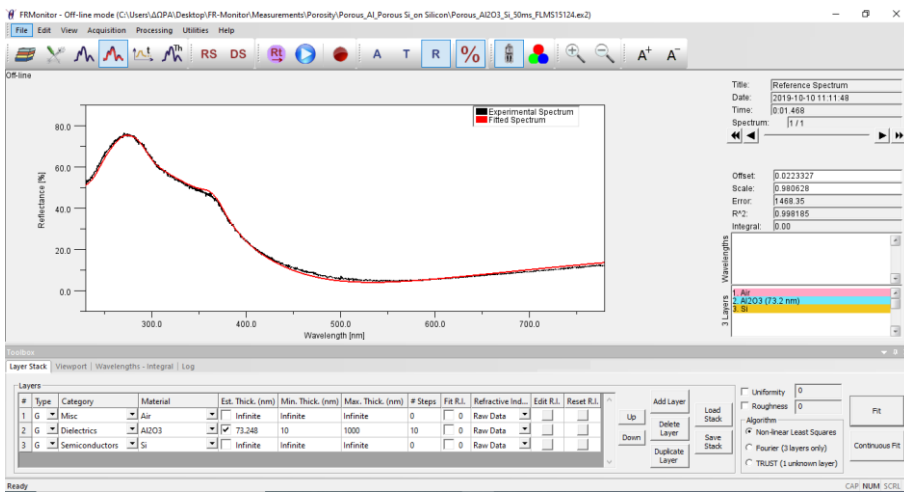 FRMonitor - Off-line mode (C:\Users\ΔΩΡΑ\Desktop\FR-Monitor\Measurements\Porosity\Porous_Al_Porous Si_on Silicon\Porous_Al2O3_Si_50ms_FLMS15124.ex2)
File Edit View Acquisition Processing Utilities Help
Th RS DS Rt A T R % A+ A-
Off-line
Experimental Spectrum
Fitted Spectrum
80.0
60.0
40.0
20.0
0.0
Reflectance [%]
300.0 400.0 500.0 600.0 700.0
Wavelength [nm]
Title: Reference Spectrum
Date: 2019-10-10 11:11:48
Time: 0:01.468
Spectrum: 1 / 1
Offset: 0.0223327
Scale: 0.980628
Error: 1468.35
R^2: 0.998185
Integral: 0.00
Wavelengths
3 Layers
1. Air
2. Al2O3 (73.2 nm)
3. Si
Toolbox
Layer Stack Viewport Wavelengths - Integral Log
Layers
# Type Category Material Est. Thick. (nm) Min. Thick. (nm) Max. Thick. (nm) # Steps Fit R.I. Refractive Ind... Edit R.I. Reset R.I.
1 G Misc Air Infinite Infinite Infinite 0 0 Raw Data
2 G Dielectrics Al2O3 73.248 10 1000 10 0 Raw Data
3 G Semiconductors Si Infinite Infinite Infinite 0 0 Raw Data
Up
Down
Add Layer
Delete Layer
Duplicate Layer
Load Stack
Save Stack
Uniformity 0
Roughness 0
Algorithm
Non-linear Least Squares
Fourier (3 layers only)
TRUST (1 unknown layer)
Fit
Continuous Fit
Ready
CAP NUM SCRL